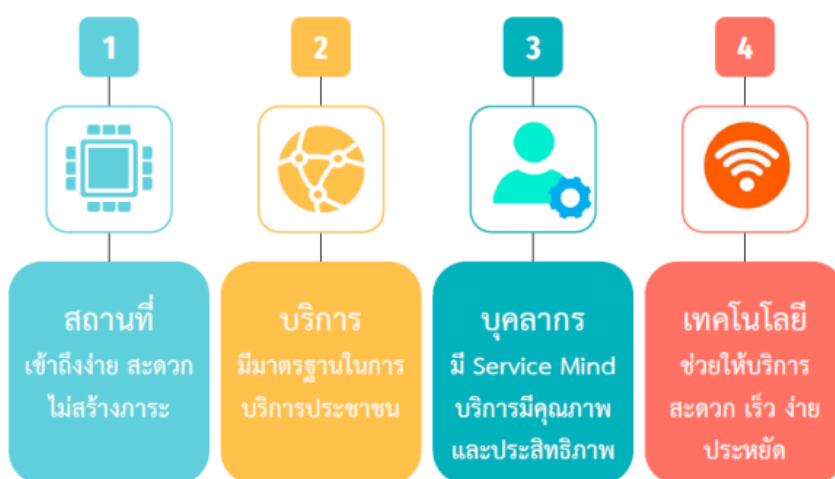 1
2
3
4
สถานที่
เข้าถึงง่าย สะดวก
ไม่สร้างภาระ
บริการ
มีมาตรฐานในการ
บริการประชาชน
บุคลากร
มี Service Mind
บริการมีคุณภาพ
และประสิทธิภาพ
เทคโนโลยี
ช่วยให้บริการ
สะดวก เร็ว ง่าย
ประหยัด